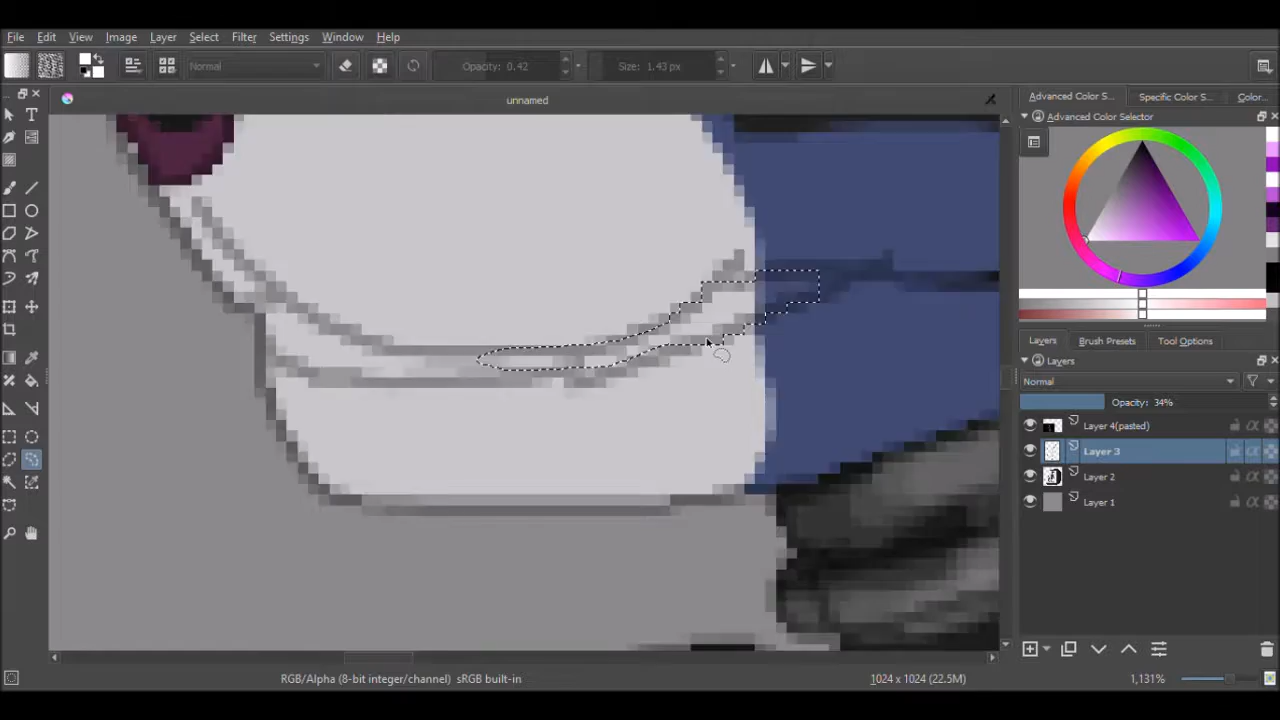 File Edit View Image Layer Select Filter Settings Window Help
Normal Opacity: 0.42 Size: 1.43 px
unnamed
Advanced Color S... Specific Color S... Color...
Advanced Color Selector
Layers Brush Presets Tool Options
Layers
Normal
Opacity: 34%
Layer 4(pasted)
Layer 3
Layer 2
Layer 1
RGB/Alpha (8-bit integer/channel) sRGB built-in 1024 x 1024 (22.5M) 1,131%